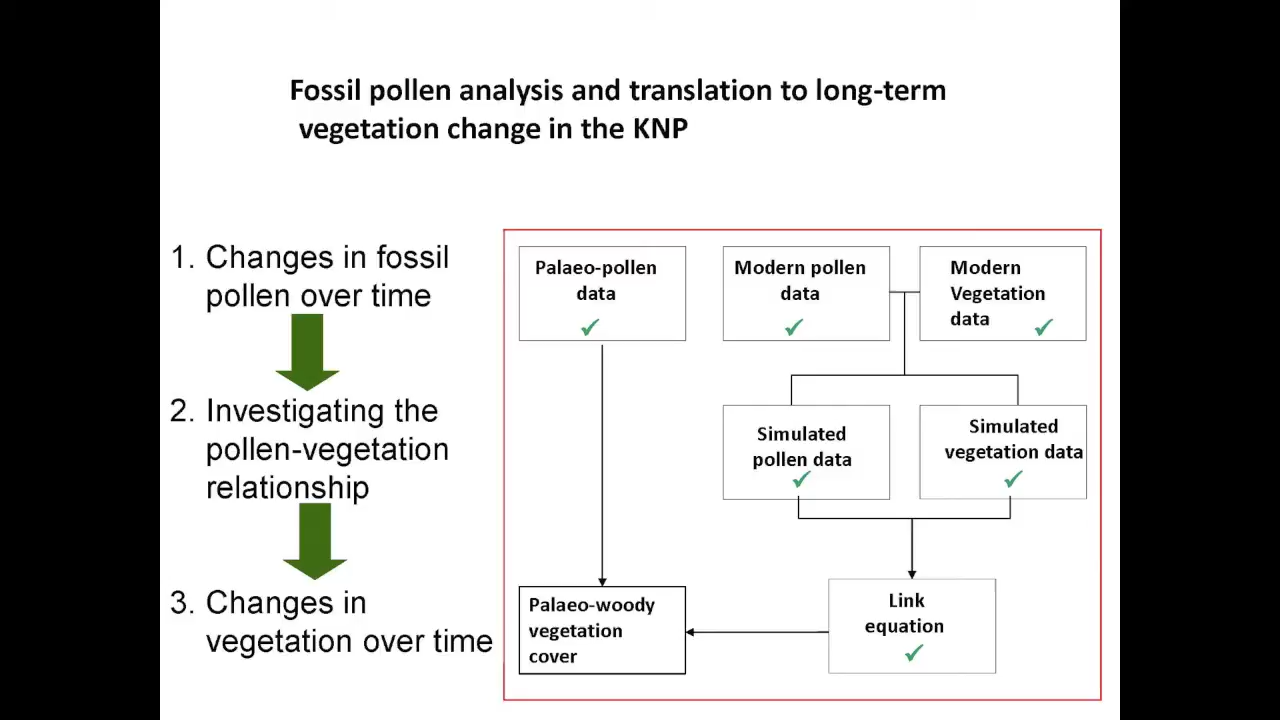 Fossil pollen analysis and translation to long-term
vegetation change in the KNP
1. Changes in fossil
pollen over time
2. Investigating the
pollen-vegetation
relationship
3. Changes in
vegetation over time
Palaeo-pollen
data
✓
Modern pollen
data
✓
Modern
Vegetation
data ✓
Simulated
pollen data
✓
Simulated
vegetation data
✓
Palaeo-woody
vegetation
cover
Link
equation
✓